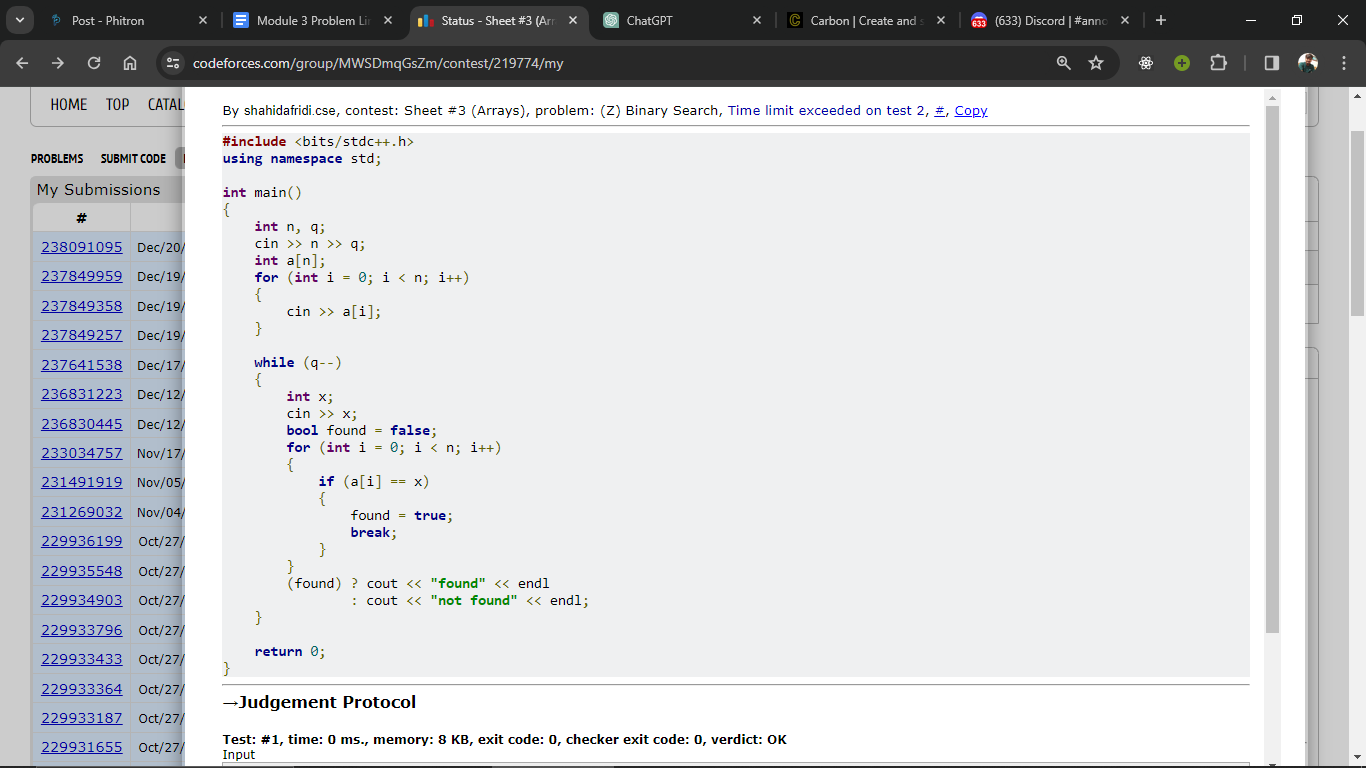 Post - Phitron
Module 3 Problem Li
Status - Sheet #3 (Arr
ChatGPT
Carbon | Create and s
(633) Discord | #anno
codeforces.com/group/MWSDmqGsZm/contest/219774/my
HOME TOP CATAL
By shahidafridi.cse, contest: Sheet #3 (Arrays), problem: (Z) Binary Search, Time limit exceeded on test 2, #, Copy
PROBLEMS SUBMIT CODE
My Submissions
#
238091095 Dec/20/
237849959 Dec/19/
237849358 Dec/19/
237849257 Dec/19/
237641538 Dec/17/
236831223 Dec/12/
236830445 Dec/12/
233034757 Nov/17/
231491919 Nov/05/
231269032 Nov/04/
229936199 Oct/27/
229935548 Oct/27/
229934903 Oct/27/
229933796 Oct/27/
229933433 Oct/27/
229933364 Oct/27/
229933187 Oct/27/
229931655 Oct/27/
#include <bits/stdc++.h>
using namespace std;
int main()
{
    int n, q;
    cin >> n >> q;
    int a[n];
    for (int i = 0; i < n; i++)
    {
        cin >> a[i];
    }
    while (q--)
    {
        int x;
        cin >> x;
        bool found = false;
        for (int i = 0; i < n; i++)
        {
            if (a[i] == x)
            {
                found = true;
                break;
            }
        }
        (found) ? cout << "found" << endl
                : cout << "not found" << endl;
    }
    return 0;
}
→Judgement Protocol
Test: #1, time: 0 ms., memory: 8 KB, exit code: 0, checker exit code: 0, verdict: OK
Input